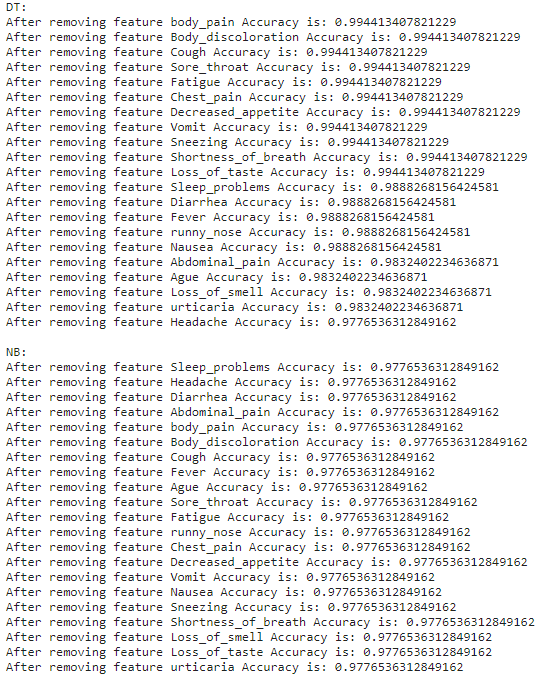 DT:
After removing feature body_pain Accuracy is: 0.994413407821229
After removing feature Body_discoloration Accuracy is: 0.994413407821229
After removing feature Cough Accuracy is: 0.994413407821229
After removing feature Sore_throat Accuracy is: 0.994413407821229
After removing feature Fatigue Accuracy is: 0.994413407821229
After removing feature Chest_pain Accuracy is: 0.994413407821229
After removing feature Decreased_appetite Accuracy is: 0.994413407821229
After removing feature Vomit Accuracy is: 0.994413407821229
After removing feature Sneezing Accuracy is: 0.994413407821229
After removing feature Shortness_of_breath Accuracy is: 0.994413407821229
After removing feature Loss_of_taste Accuracy is: 0.994413407821229
After removing feature Sleep_problems Accuracy is: 0.9888268156424581
After removing feature Diarrhea Accuracy is: 0.9888268156424581
After removing feature Fever Accuracy is: 0.9888268156424581
After removing feature runny_nose Accuracy is: 0.9888268156424581
After removing feature Nausea Accuracy is: 0.9888268156424581
After removing feature Abdominal_pain Accuracy is: 0.9832402234636871
After removing feature Ague Accuracy is: 0.9832402234636871
After removing feature Loss_of_smell Accuracy is: 0.9832402234636871
After removing feature urticaria Accuracy is: 0.9832402234636871
After removing feature Headache Accuracy is: 0.9776536312849162
NB:
After removing feature Sleep_problems Accuracy is: 0.9776536312849162
After removing feature Headache Accuracy is: 0.9776536312849162
After removing feature Diarrhea Accuracy is: 0.9776536312849162
After removing feature Abdominal_pain Accuracy is: 0.9776536312849162
After removing feature body_pain Accuracy is: 0.9776536312849162
After removing feature Body_discoloration Accuracy is: 0.9776536312849162
After removing feature Cough Accuracy is: 0.9776536312849162
After removing feature Fever Accuracy is: 0.9776536312849162
After removing feature Ague Accuracy is: 0.9776536312849162
After removing feature Sore_throat Accuracy is: 0.9776536312849162
After removing feature Fatigue Accuracy is: 0.9776536312849162
After removing feature runny_nose Accuracy is: 0.9776536312849162
After removing feature Chest_pain Accuracy is: 0.9776536312849162
After removing feature Decreased_appetite Accuracy is: 0.9776536312849162
After removing feature Vomit Accuracy is: 0.9776536312849162
After removing feature Nausea Accuracy is: 0.9776536312849162
After removing feature Sneezing Accuracy is: 0.9776536312849162
After removing feature Shortness_of_breath Accuracy is: 0.9776536312849162
After removing feature Loss_of_smell Accuracy is: 0.9776536312849162
After removing feature Loss_of_taste Accuracy is: 0.9776536312849162
After removing feature urticaria Accuracy is: 0.9776536312849162